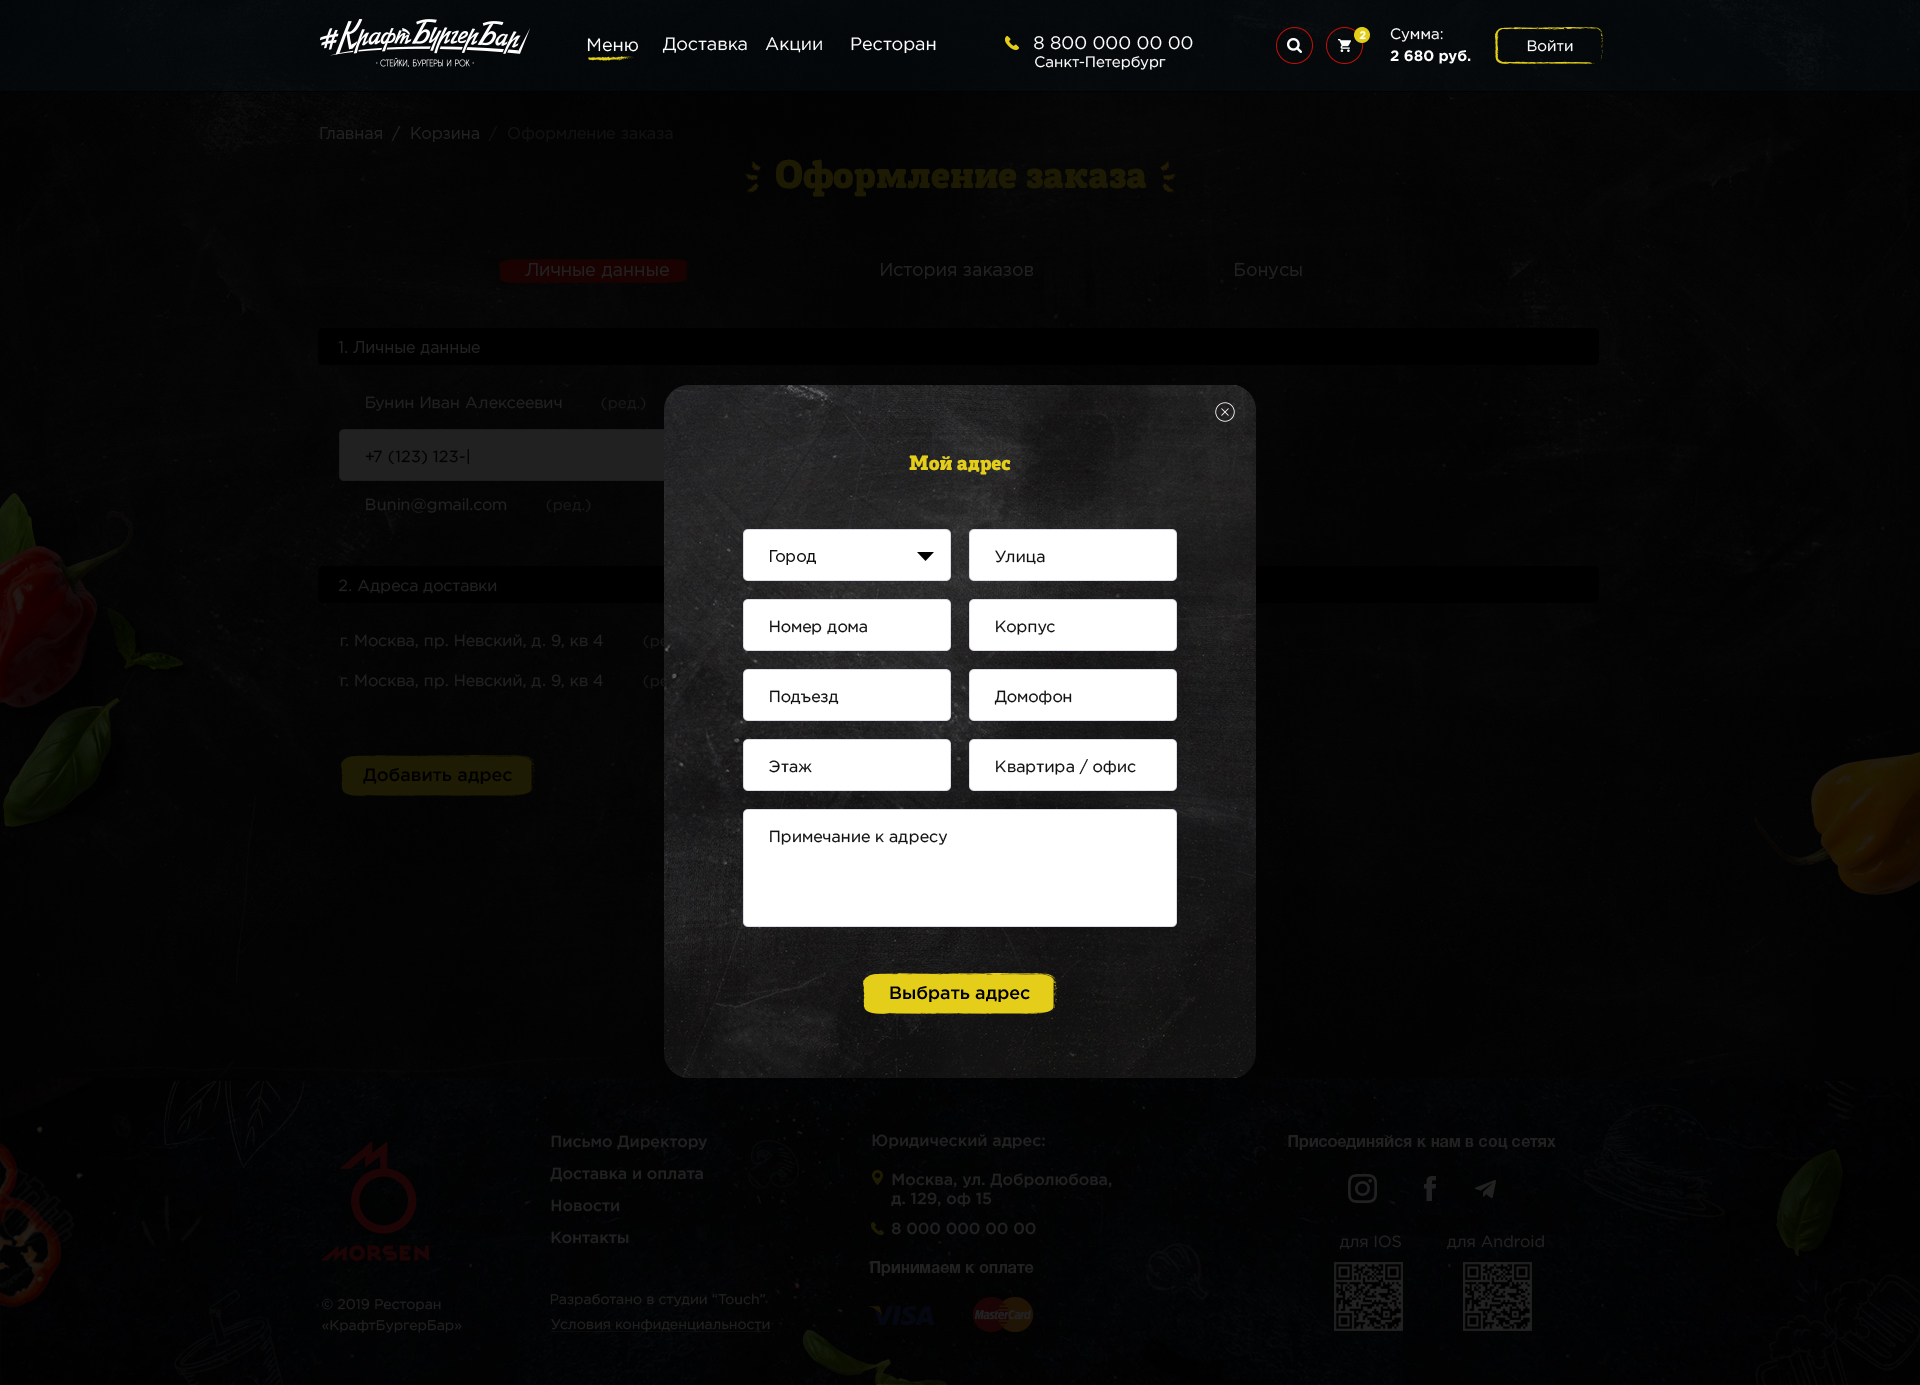 #КрафтБургерБар
· СТЕЙКИ, БУРГЕРЫ И РОК ·
Меню
Доставка
Акции
Ресторан
8 800 000 00 00
Санкт-Петербург
2
Сумма:
2 680 руб.
Войти
Главная / Корзина / Оформление заказа
Оформление заказа
Личные данные
История заказов
Бонусы
1. Личные данные
Бунин Иван Алексеевич (ред.)
+7 (123) 123-|
Bunin@gmail.com (ред.)
2. Адреса доставки
г. Москва, пр. Невский, д. 9, кв 4 (ре
г. Москва, пр. Невский, д. 9, кв 4 (ре
Добавить адрес
Мой адрес
Город
Улица
Номер дома
Корпус
Подъезд
Домофон
Этаж
Квартира / офис
Примечание к адресу
Выбрать адрес
MORSEN
© 2019 Ресторан
«КрафтБургерБар»
Письмо Директору
Доставка и оплата
Новости
Контакты
Разработано в студии "Touch".
Условия конфиденциальности
Юридический адрес:
Москва, ул. Добролюбова,
д. 129, оф 15
8 000 000 00 00
Принимаем к оплате
VISA
MasterCard
Присоединяйся к нам в соц сетях
для IOS
для Android